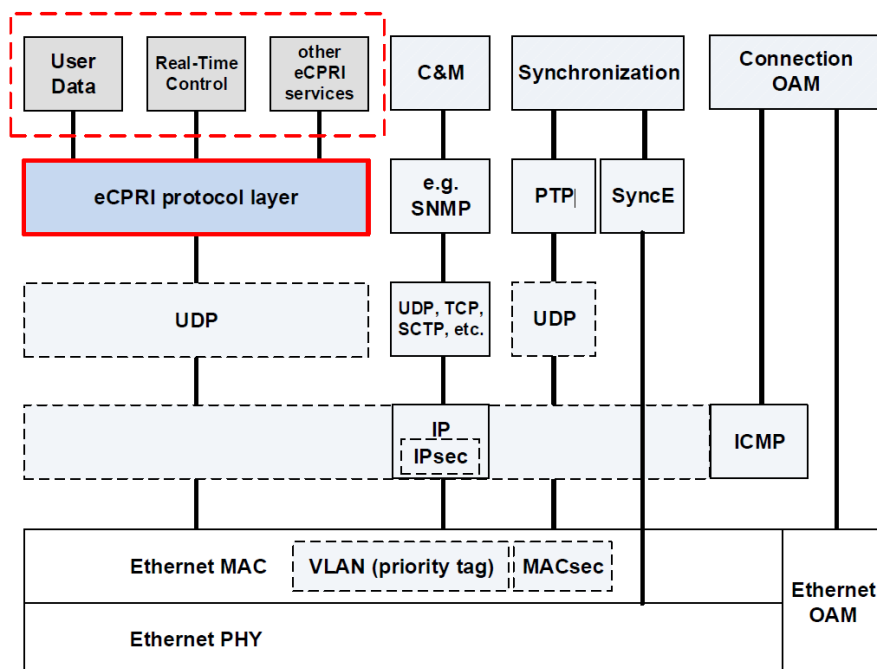 User
Data
Real-Time
Control
other
eCPRI
services
C&M
Synchronization
Connection
OAM
eCPRI protocol layer
e.g.
SNMP
PTP
SyncE
UDP
UDP, TCP,
SCTP, etc.
UDP
IP
IPsec
ICMP
Ethernet MAC
VLAN (priority tag)
MACsec
Ethernet
OAM
Ethernet PHY